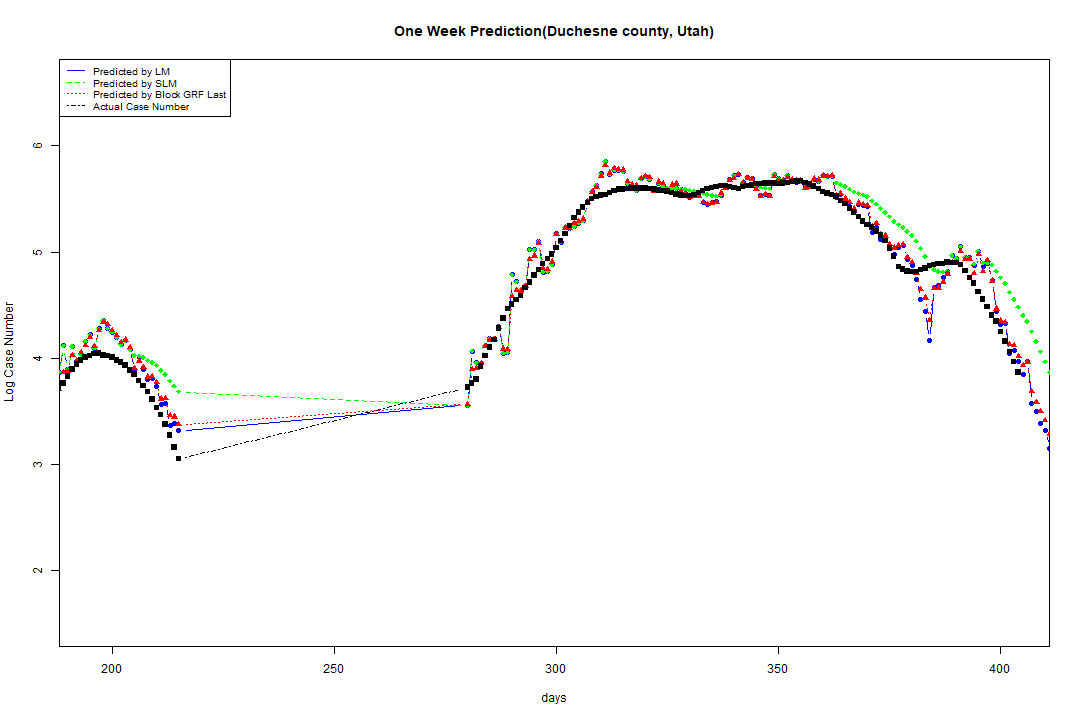 One Week Prediction(Duchesne county, Utah)
Predicted by LM
Predicted by SLM
Predicted by Block GRF Last
Actual Case Number
Log Case Number
6
5
4
3
2
200 250 300 350 400
days